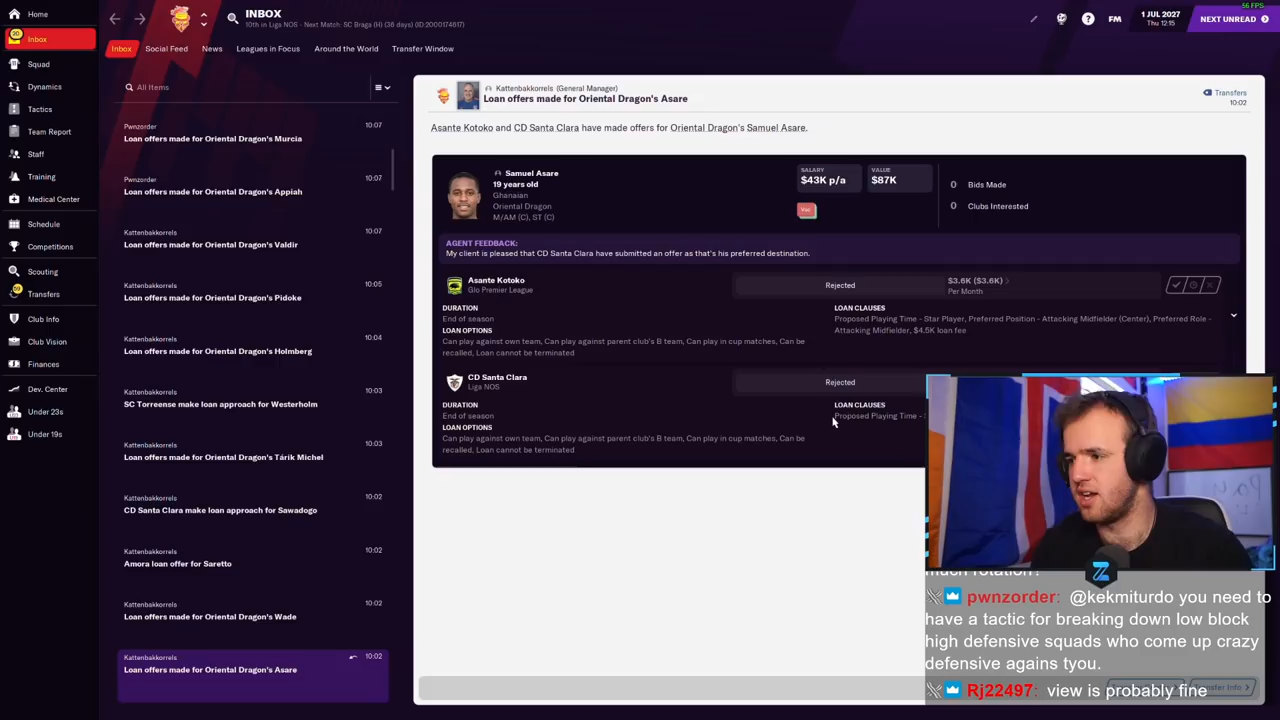 56 FPS
Home
INBOX
10th in Liga NOS - Next Match: SC Braga (H) (36 days) (ID:2000174617)
FM
1 JUL 2027
Thu 12:15
NEXT UNREAD
20
Inbox
Inbox
Social Feed
News
Leagues in Focus
Around the World
Transfer Window
Squad
Dynamics
Tactics
Team Report
Staff
Training
Medical Center
Schedule
Competitions
Scouting
59
Transfers
Club Info
Club Vision
Finances
Dev. Center
Under 23s
Under 19s
All Items
Pwnzorder
10:07
Loan offers made for Oriental Dragon's Murcia
Pwnzorder
10:07
Loan offers made for Oriental Dragon's Appiah
Kattenbakkorrels
10:07
Loan offers made for Oriental Dragon's Valdir
Kattenbakkorrels
10:05
Loan offers made for Oriental Dragon's Pidoke
Kattenbakkorrels
10:04
Loan offers made for Oriental Dragon's Holmberg
Kattenbakkorrels
10:03
SC Torreense make loan approach for Westerholm
Kattenbakkorrels
10:03
Loan offers made for Oriental Dragon's Tárik Michel
Kattenbakkorrels
10:02
CD Santa Clara make loan approach for Sawadogo
Kattenbakkorrels
10:02
Amora loan offer for Saretto
Kattenbakkorrels
10:02
Loan offers made for Oriental Dragon's Wade
Kattenbakkorrels
10:02
Loan offers made for Oriental Dragon's Asare
Kattenbakkorrels (General Manager)
Loan offers made for Oriental Dragon's Asare
Transfers
10:02
Asante Kotoko and CD Santa Clara have made offers for Oriental Dragon's Samuel Asare.
Samuel Asare
19 years old
Ghanaian
Oriental Dragon
M/AM (C), ST (C)
SALARY
$43K p/a
VALUE
$87K
Vac
0 Bids Made
0 Clubs Interested
AGENT FEEDBACK:
My client is pleased that CD Santa Clara have submitted an offer as that's his preferred destination.
Asante Kotoko
Glo Premier League
Rejected
$3.6K ($3.6K)
Per Month
DURATION
End of season
LOAN OPTIONS
Can play against own team, Can play against parent club's B team, Can play in cup matches, Can be
recalled, Loan cannot be terminated
LOAN CLAUSES
Proposed Playing Time - Star Player, Preferred Position - Attacking Midfielder (Center), Preferred Role -
Attacking Midfielder, $4.5K loan fee
CD Santa Clara
Liga NOS
Rejected
DURATION
End of season
LOAN OPTIONS
Can play against own team, Can play against parent club's B team, Can play in cup matches, Can be
recalled, Loan cannot be terminated
LOAN CLAUSES
Proposed Playing Time -
much rotation?
pwnzorder: @kekmiturdo you need to
have a tactic for breaking down low block
high defensive squads who come up crazy
defensive agains tyou.
Rj22497: view is probably fine
Transfer Info